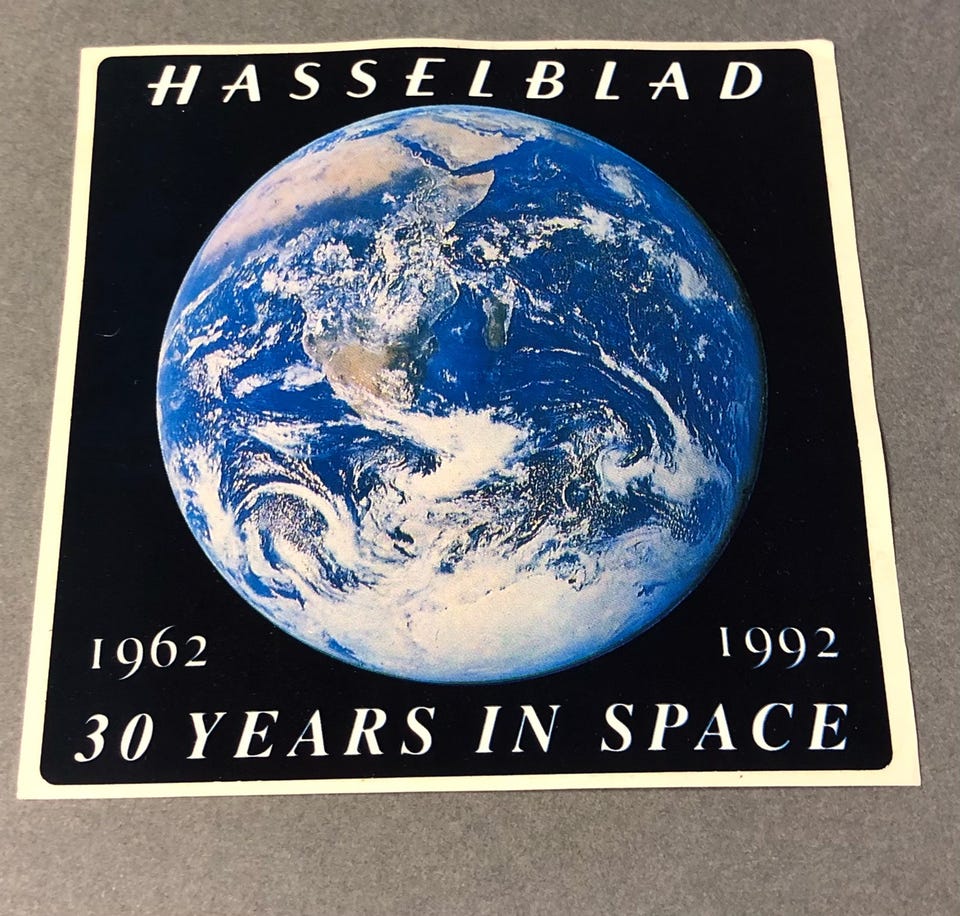 HASSELBLAD
1962
1992
30 YEARS IN SPACE